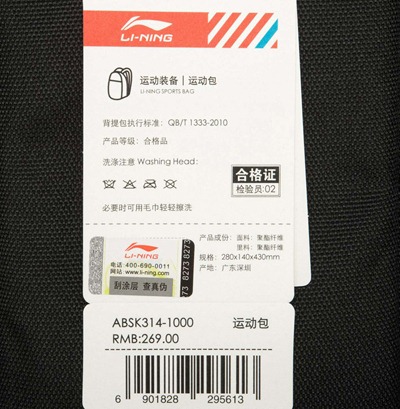 LI-NING
运动装备 | 运动包
LI-NING SPORTS BAG
背提包执行标准: QB/T 1333-2010
产品等级: 合格品
洗涤注意 Washing Head:
合格证
检验员:02
必要时可用毛巾轻轻擦洗
LI-NING
电话 400-690-0011
网站 www.li-ning.com
刮涂层 查真伪
8273 8273 8273
产品成份: 面料: 聚酯纤维
里料: 聚酯纤维
规格: 280x140x430mm
产地: 广东深圳
ABSK314-1000 运动包
RMB:269.00
6 901828 295613